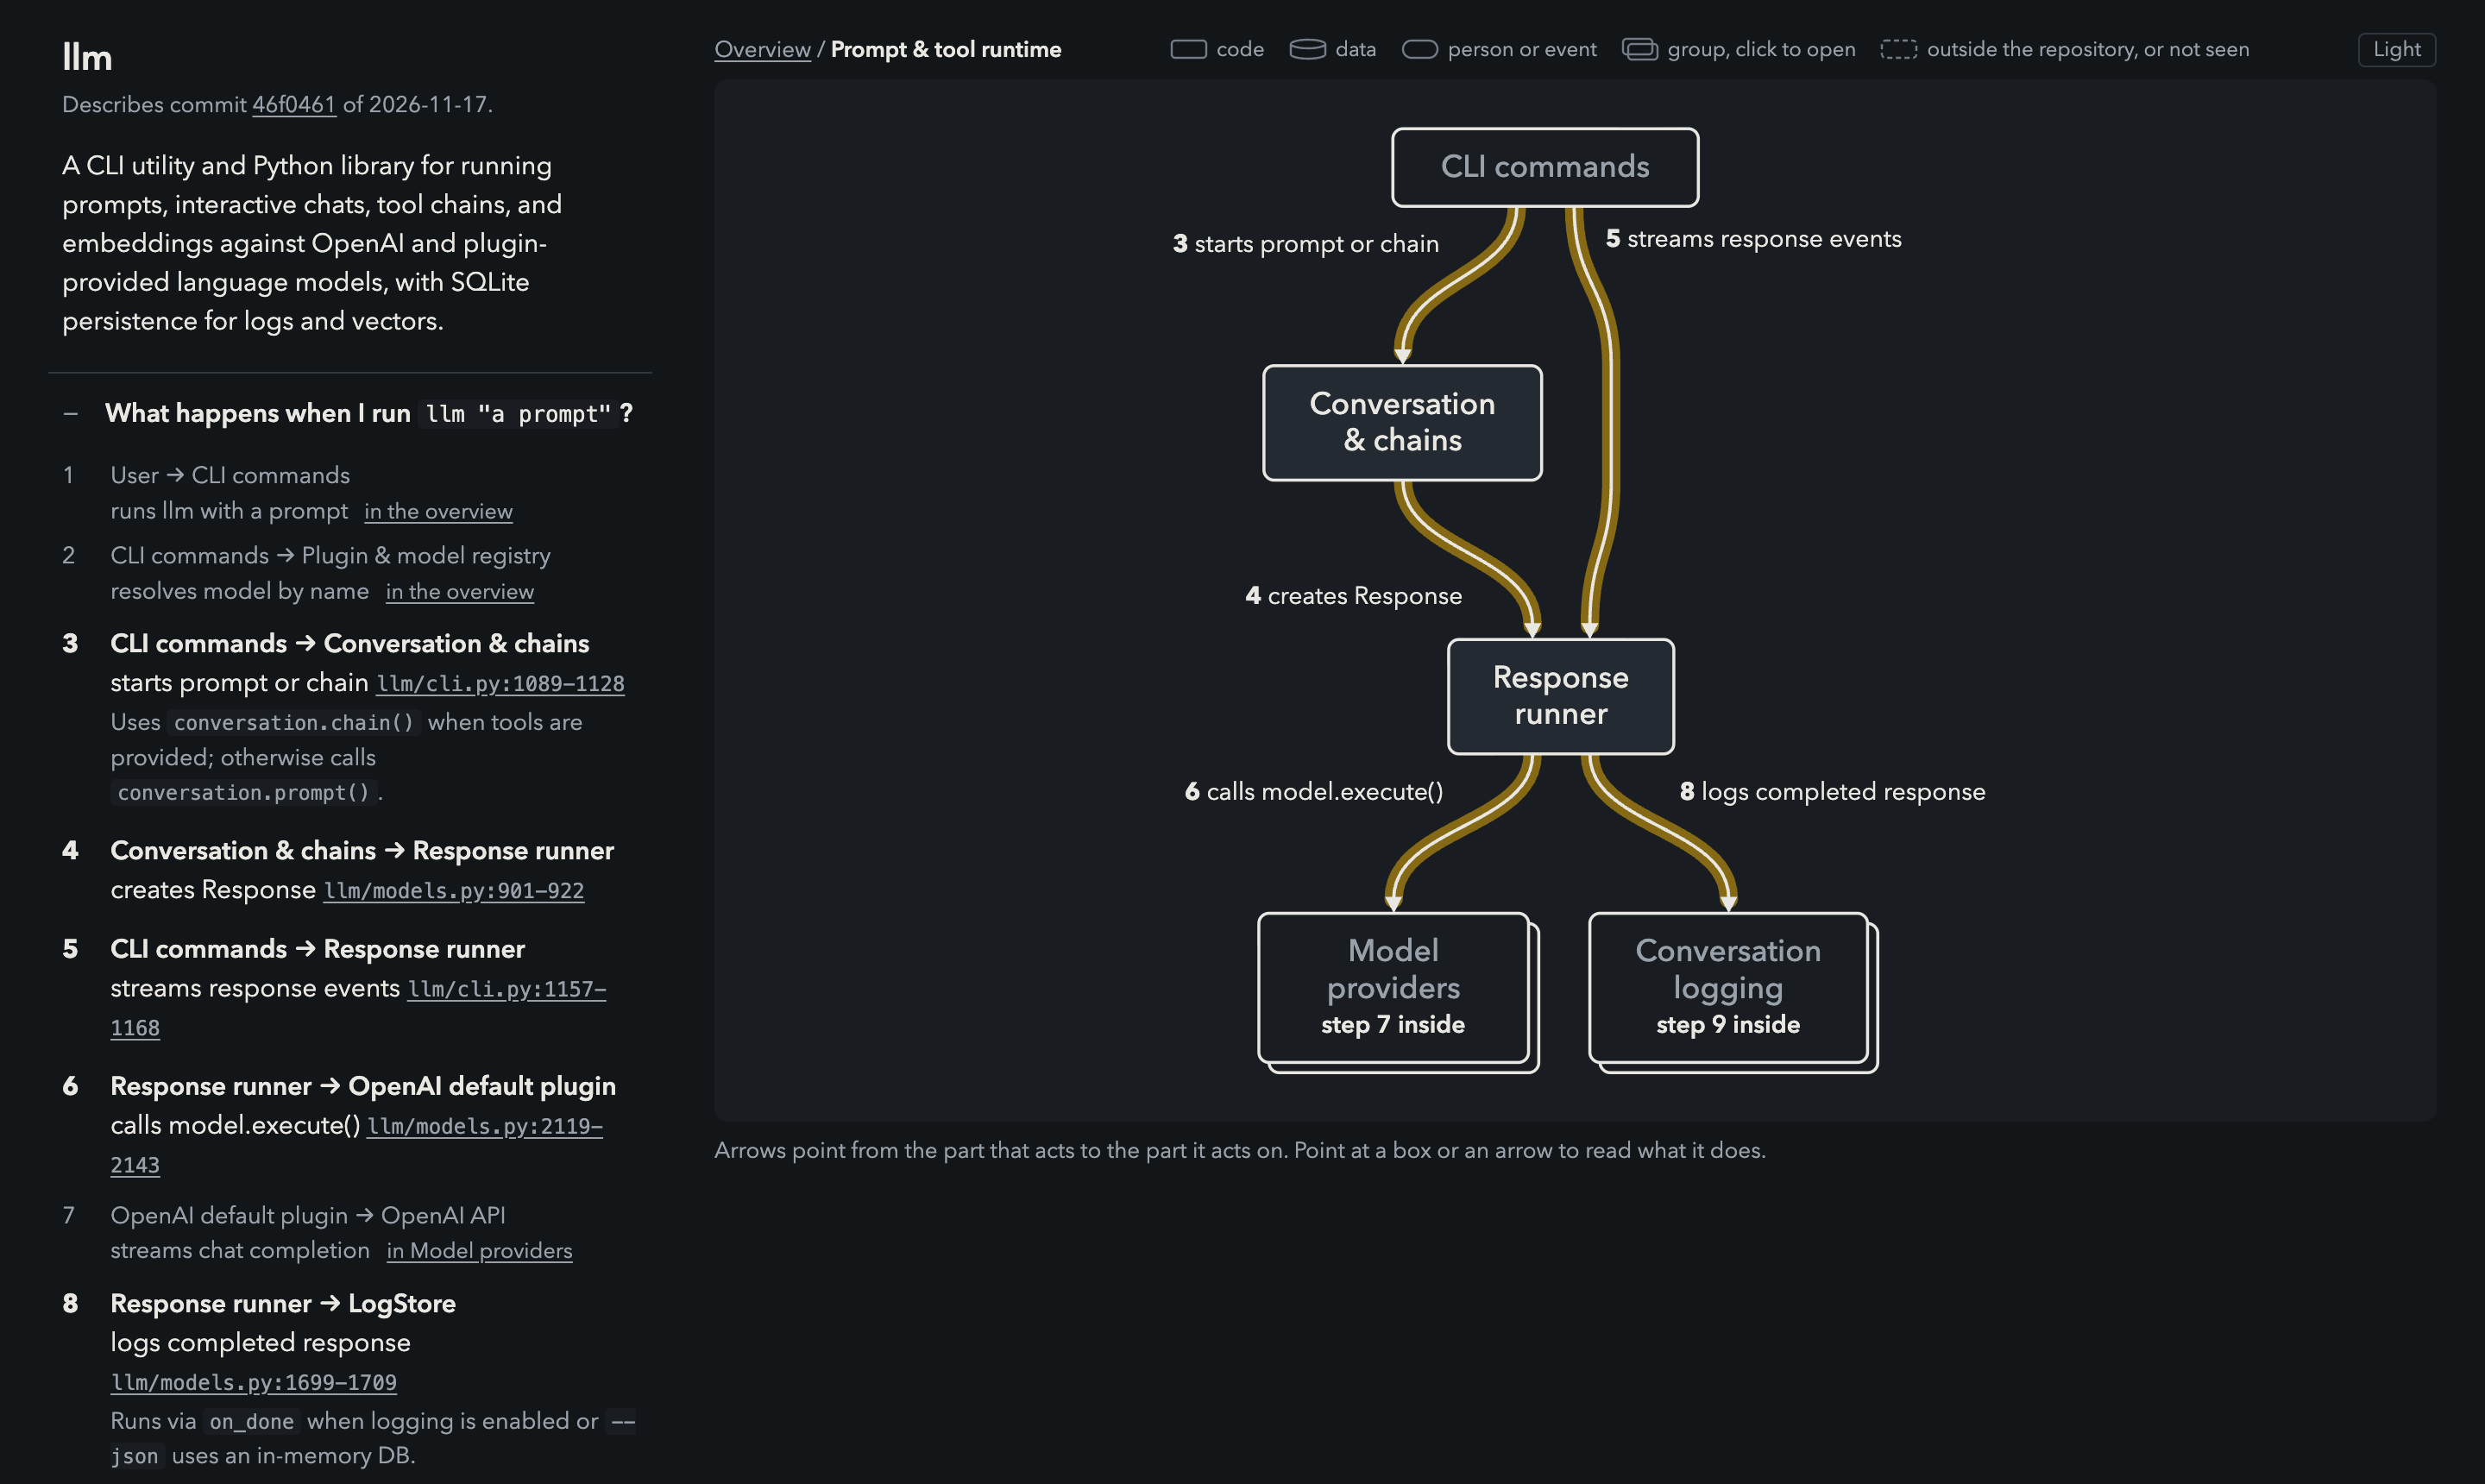 llm
Describes commit 46f0461 of 2026-11-17.
A CLI utility and Python library for running
prompts, interactive chats, tool chains, and
embeddings against OpenAI and plugin-
provided language models, with SQLite
persistence for logs and vectors.
– What happens when I run llm "a prompt" ?
1 User → CLI commands
runs llm with a prompt in the overview
2 CLI commands → Plugin & model registry
resolves model by name in the overview
3 CLI commands → Conversation & chains
starts prompt or chain llm/cli.py:1089–1128
Uses conversation.chain() when tools are
provided; otherwise calls
conversation.prompt() .
4 Conversation & chains → Response runner
creates Response llm/models.py:901–922
5 CLI commands → Response runner
streams response events llm/cli.py:1157–
1168
6 Response runner → OpenAI default plugin
calls model.execute() llm/models.py:2119–
2143
7 OpenAI default plugin → OpenAI API
streams chat completion in Model providers
8 Response runner → LogStore
logs completed response
llm/models.py:1699–1709
Runs via on_done when logging is enabled or --
json uses an in-memory DB.
Overview / Prompt & tool runtime
code
data
person or event
group, click to open
outside the repository, or not seen
Light
CLI commands
3 starts prompt or chain
5 streams response events
Conversation
& chains
4 creates Response
Response
runner
6 calls model.execute()
8 logs completed response
Model
providers
step 7 inside
Conversation
logging
step 9 inside
Arrows point from the part that acts to the part it acts on. Point at a box or an arrow to read what it does.